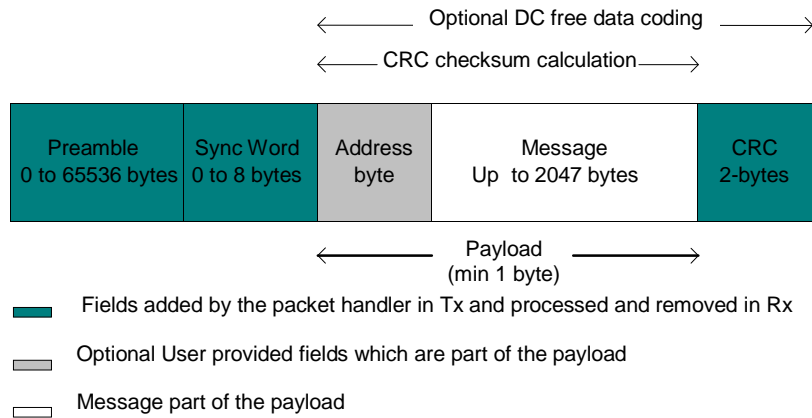 Optional DC free data coding
CRC checksum calculation
Preamble
0 to 65536 bytes
Sync Word
0 to 8 bytes
Address
byte
Message
Up to 2047 bytes
CRC
2-bytes
Payload
(min 1 byte)
Fields added by the packet handler in Tx and processed and removed in Rx
Optional User provided fields which are part of the payload
Message part of the payload